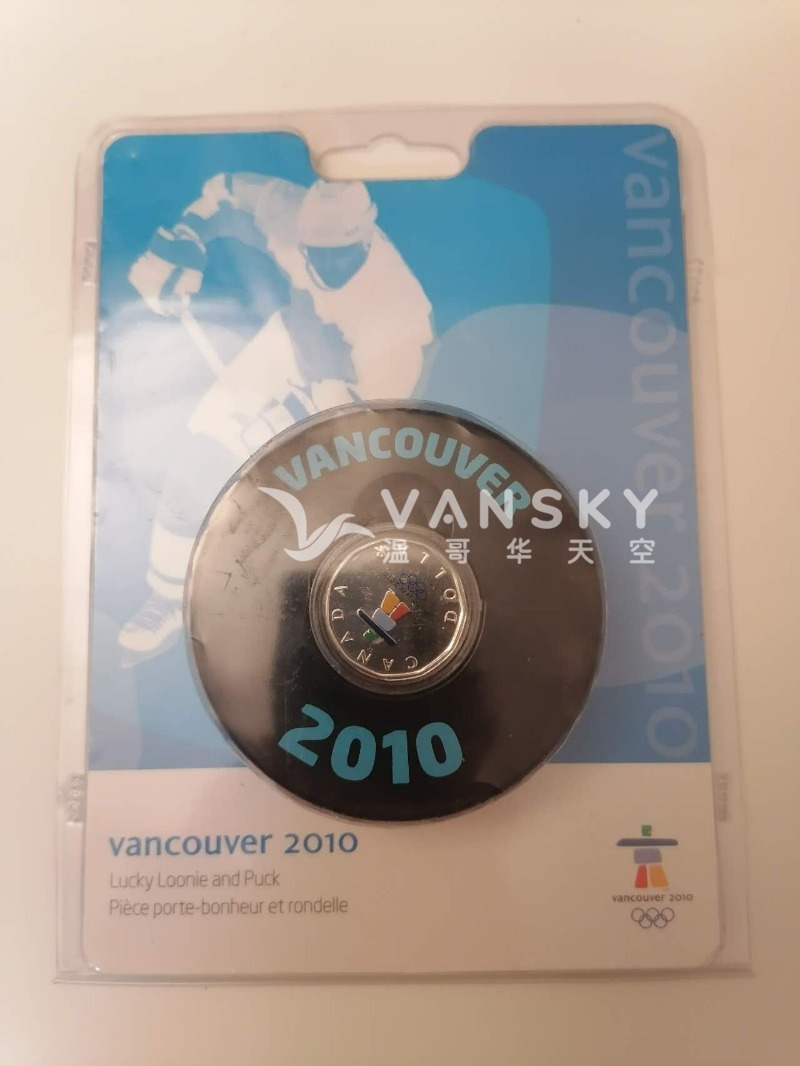 vancouver 2010
VANCOUVER
VANSKY
温哥华天空
CANADA DOLLAR
2010
vancouver 2010
Lucky Loonie and Puck
Pièce porte-bonheur et rondelle
vancouver 2010